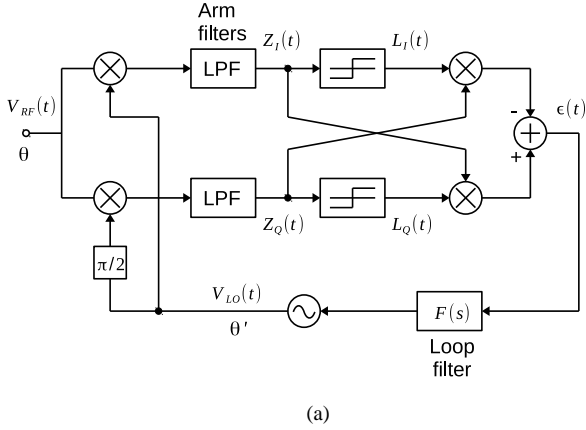 Arm
filters
Z_I(t)
L_I(t)
LPF
V_RF(t)
θ
-
+
+
ϵ(t)
LPF
Z_Q(t)
L_Q(t)
π/2
V_LO(t)
θ'
F(s)
Loop
filter
(a)